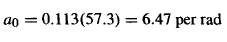 a₀ = 0.113(57.3) = 6.47 per rad